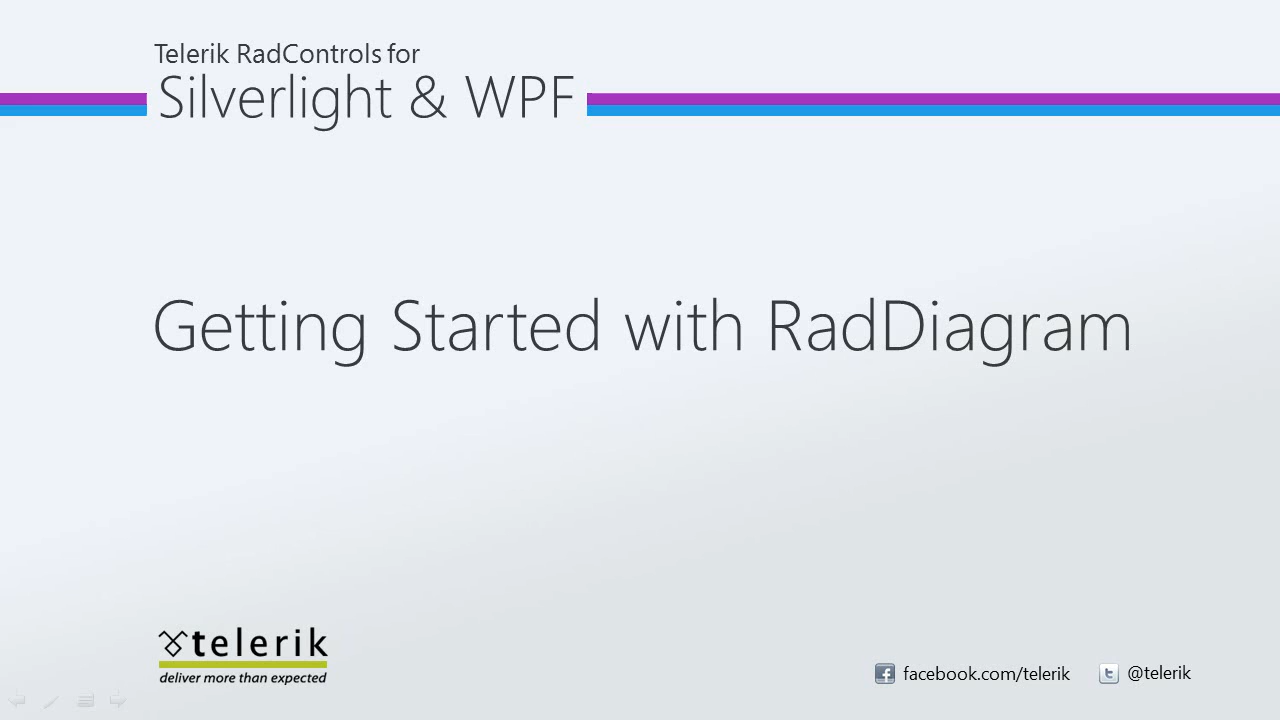 Telerik RadControls for
Silverlight & WPF
Getting Started with RadDiagram
telerik
deliver more than expected
facebook.com/telerik
@telerik